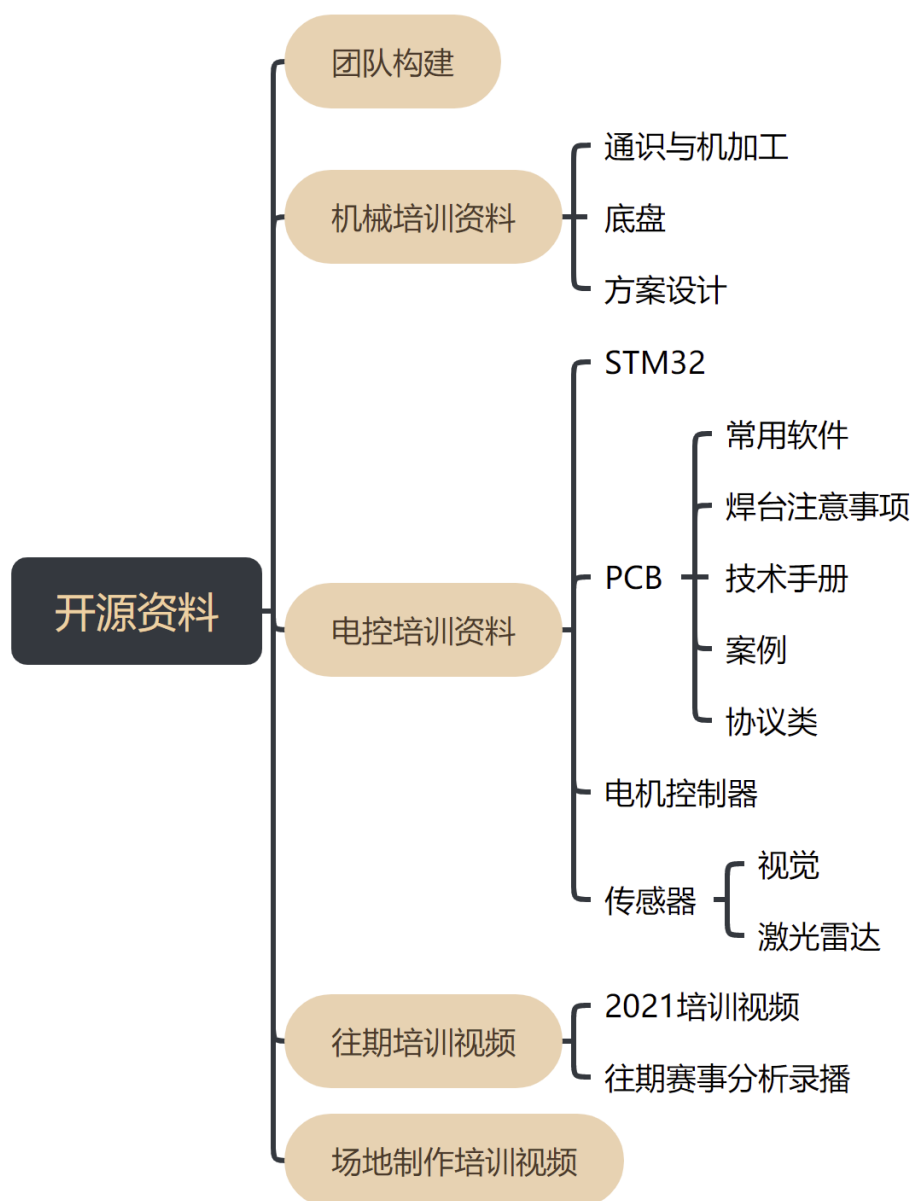 团队构建
机械培训资料
通识与机加工
底盘
方案设计
开源资料
电控培训资料
STM32
PCB
常用软件
焊台注意事项
技术手册
案例
协议类
电机控制器
传感器
视觉
激光雷达
往期培训视频
2021培训视频
往期赛事分析录播
场地制作培训视频